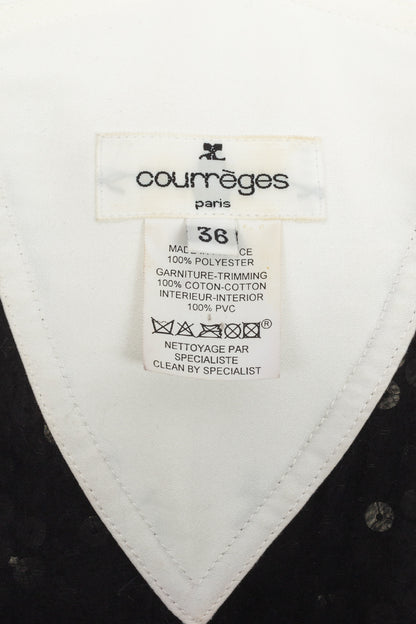 courrèges
paris
36
MADE
100% POLYESTER
GARNITURE-TRIMMING
100% COTON-COTTON
INTERIEUR-INTERIOR
100% PVC
®
NETTOYAGE PAR
SPECIALISTE
CLEAN BY SPECIALIST